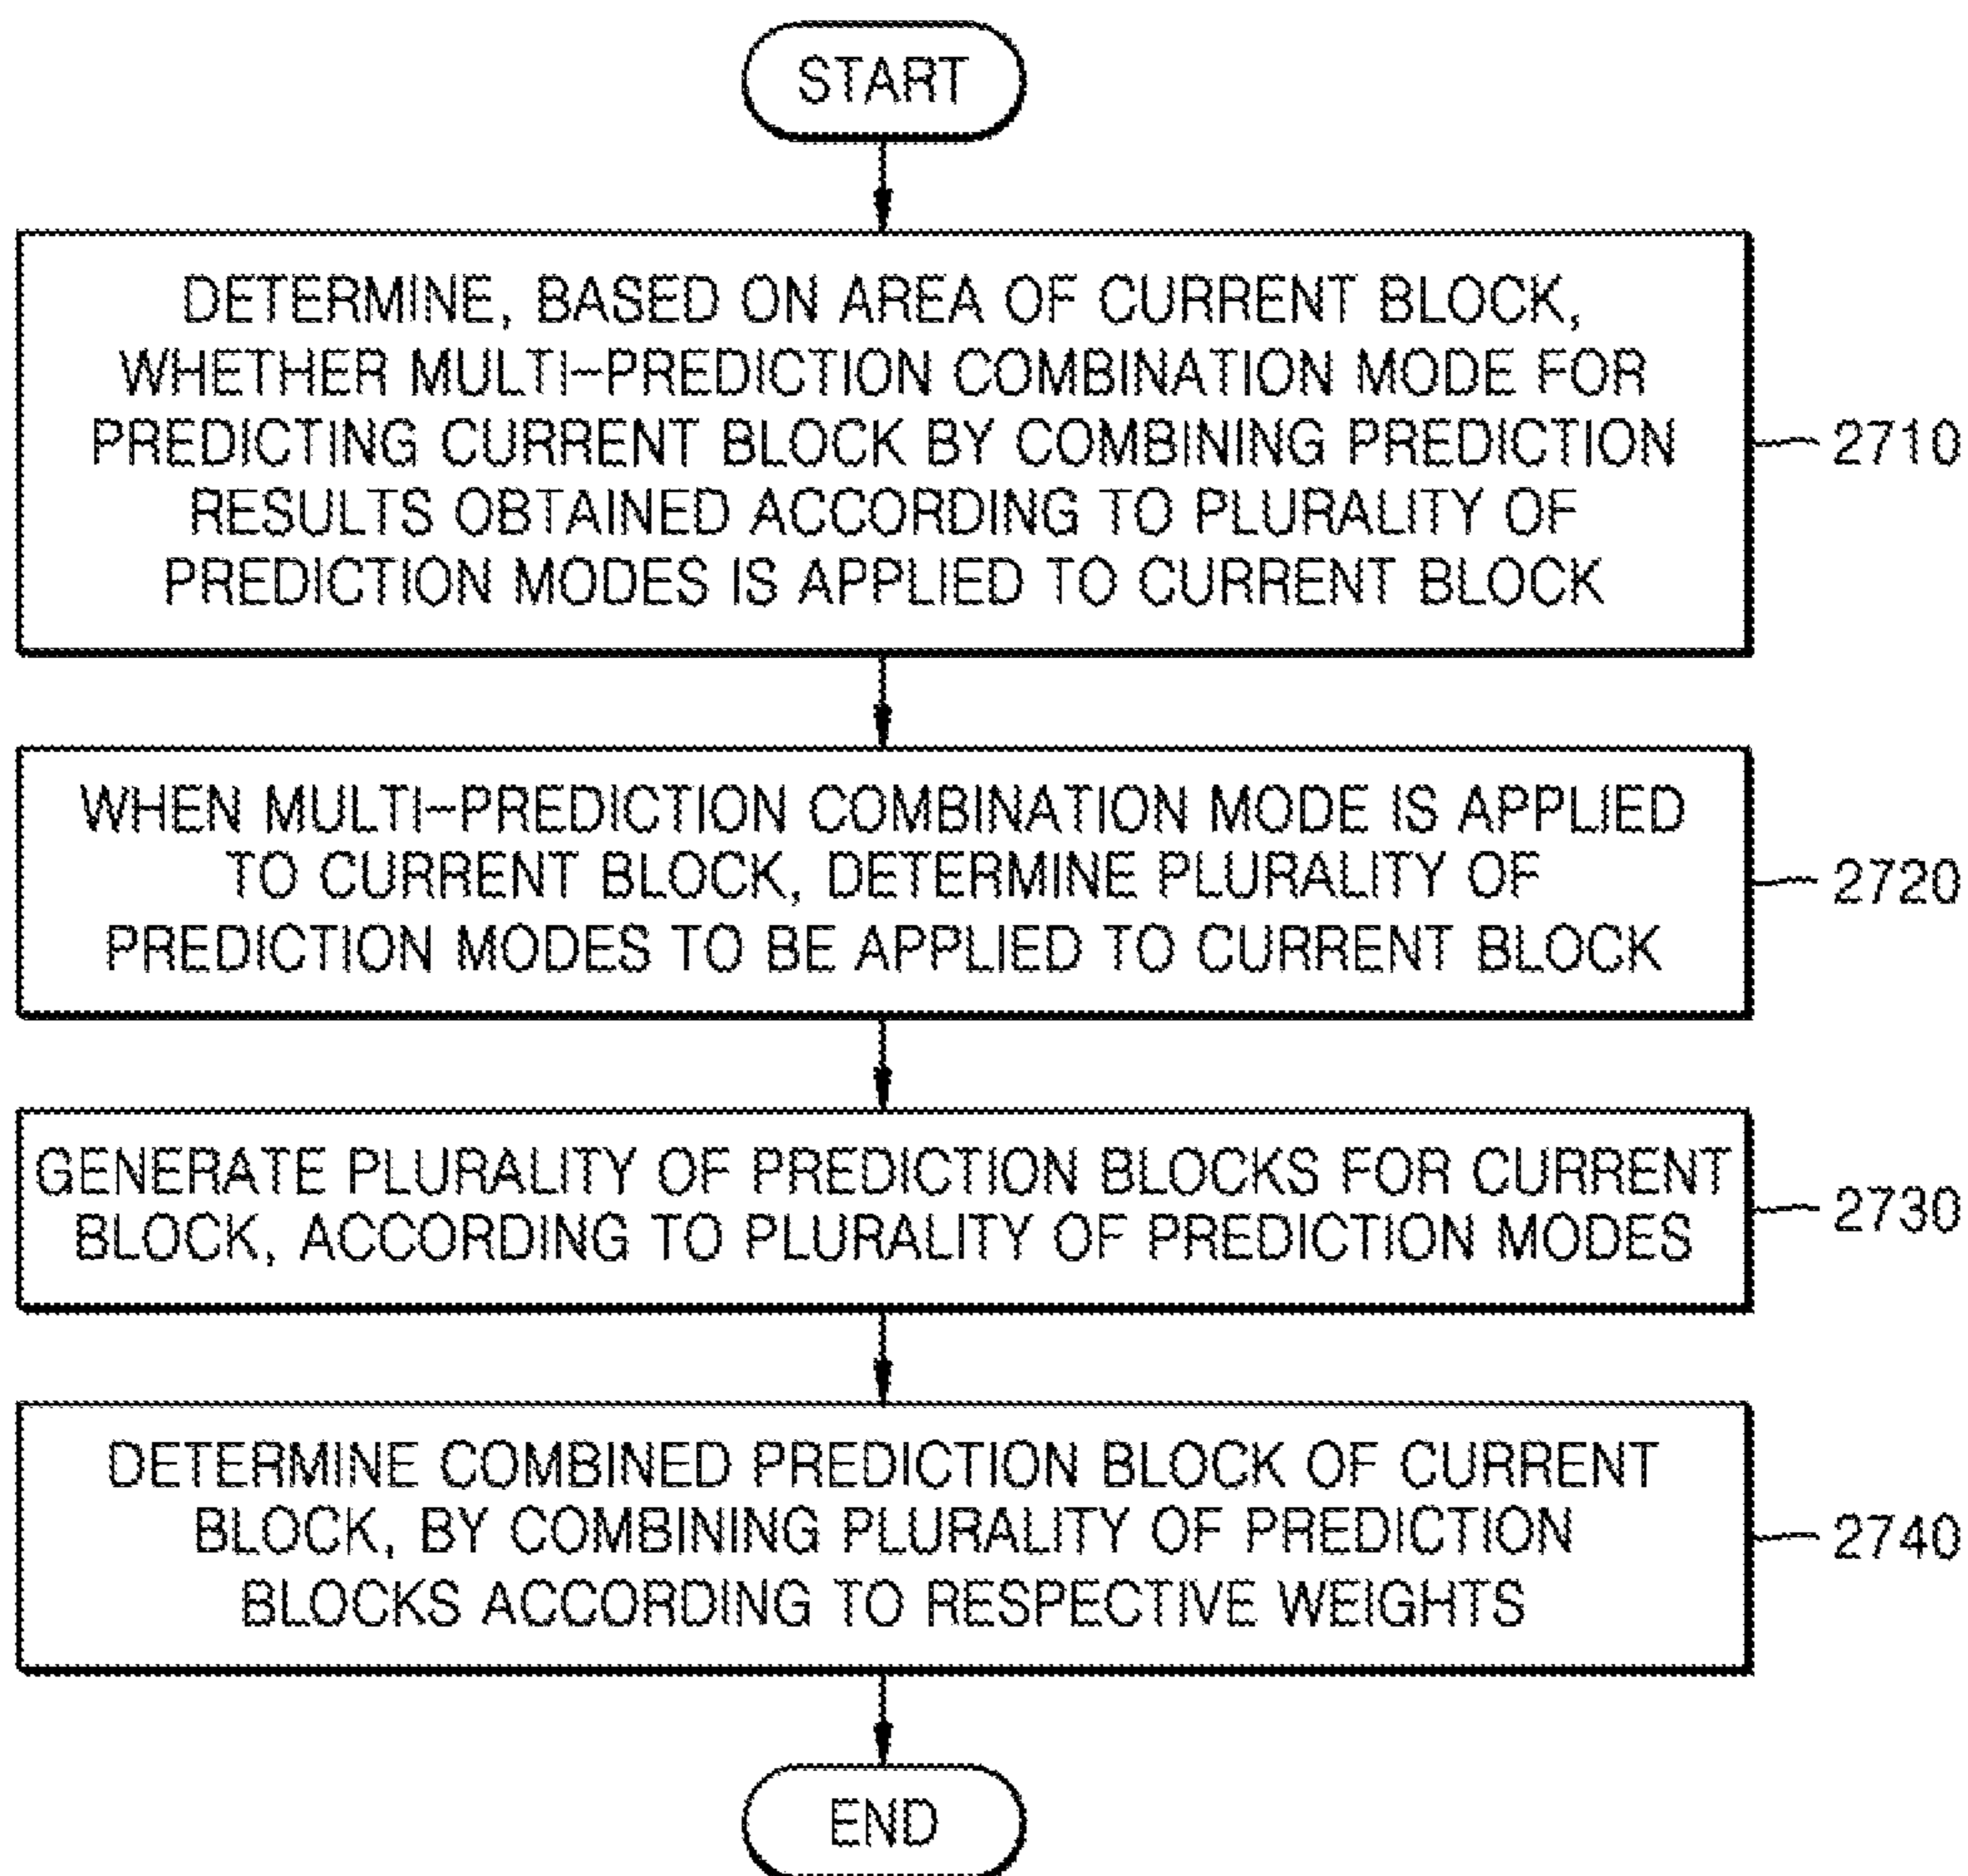 START
DETERMINE, BASED ON AREA OF CURRENT BLOCK,
WHETHER MULTI-PREDICTION COMBINATION MODE FOR
PREDICTING CURRENT BLOCK BY COMBINING PREDICTION
RESULTS OBTAINED ACCORDING TO PLURALITY OF
PREDICTION MODES IS APPLIED TO CURRENT BLOCK
2710
WHEN MULTI-PREDICTION COMBINATION MODE IS APPLIED
TO CURRENT BLOCK, DETERMINE PLURALITY OF
PREDICTION MODES TO BE APPLIED TO CURRENT BLOCK
2720
GENERATE PLURALITY OF PREDICTION BLOCKS FOR CURRENT
BLOCK, ACCORDING TO PLURALITY OF PREDICTION MODES
2730
DETERMINE COMBINED PREDICTION BLOCK OF CURRENT
BLOCK, BY COMBINING PLURALITY OF PREDICTION
BLOCKS ACCORDING TO RESPECTIVE WEIGHTS
2740
END